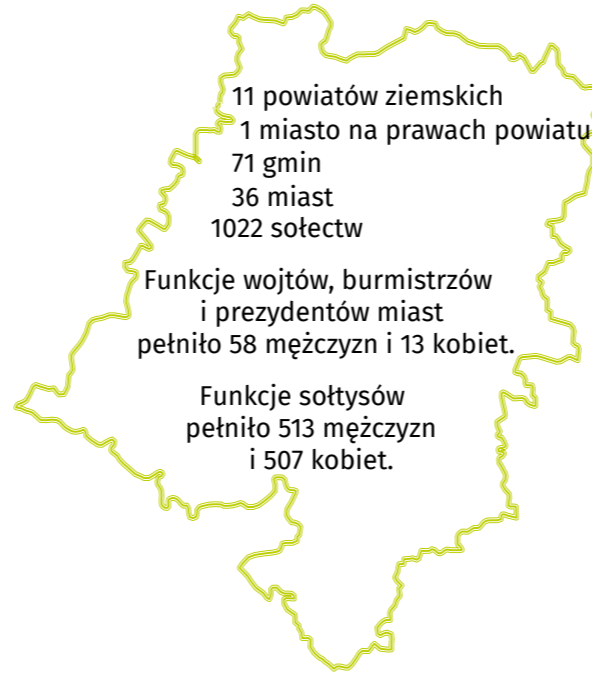 11 powiatów ziemskich
1 miasto na prawach powiatu
71 gmin
36 miast
1022 sołectw
Funkcje wojtów, burmistrzów
i prezydentów miast
pełniło 58 mężczyzn i 13 kobiet.
Funkcje sołtysów
pełniło 513 mężczyzn
i 507 kobiet.